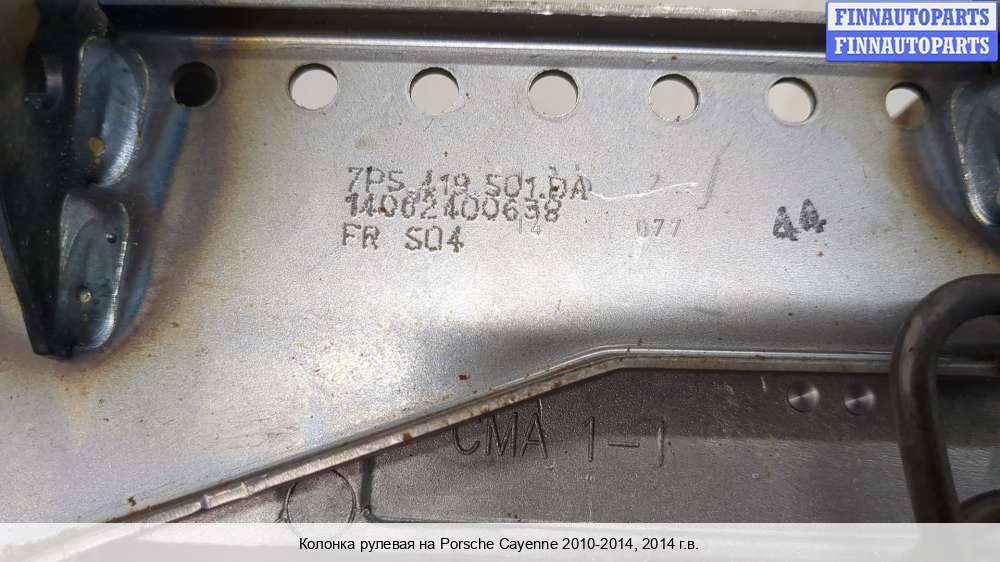 FINNAUTOPARTS
FINNAUTOPARTS
7P5.419.501.DA
14062400638
14 077
FR S04
44
CMA 1-1
Колонка рулевая на Porsche Cayenne 2010-2014, 2014 г.в.